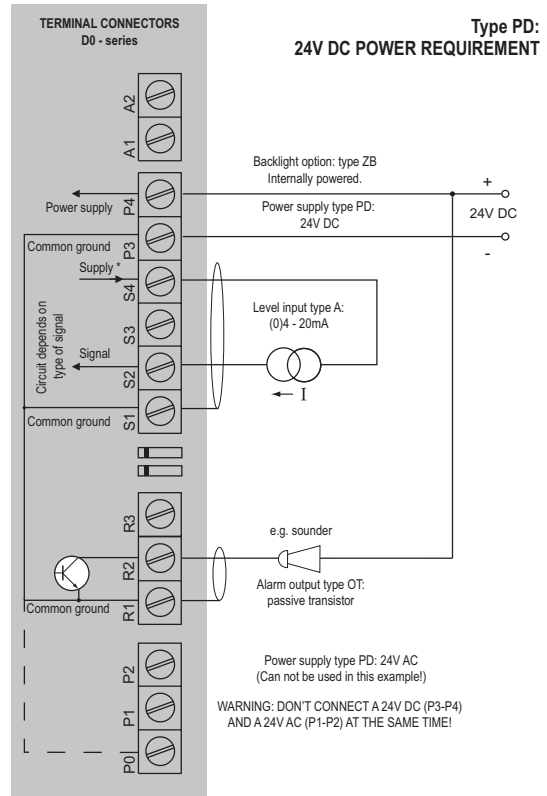 TERMINAL CONNECTORS
D0 - series
Type PD:
24V DC POWER REQUIREMENT
A2
A1
Backlight option: type ZB
Internally powered.
+
P4
Power supply
Power supply type PD:
24V DC
24V DC
-
P3
Common ground
Supply *
S4
Circuit depends on
type of signal
Level input type A:
(0)4 - 20mA
S3
Signal
S2
I
S1
Common ground
R3
e.g. sounder
R2
Alarm output type OT:
passive transistor
R1
Common ground
Power supply type PD: 24V AC
(Can not be used in this example!)
P2
WARNING: DON'T CONNECT A 24V DC (P3-P4)
AND A 24V AC (P1-P2) AT THE SAME TIME!
P1
P0